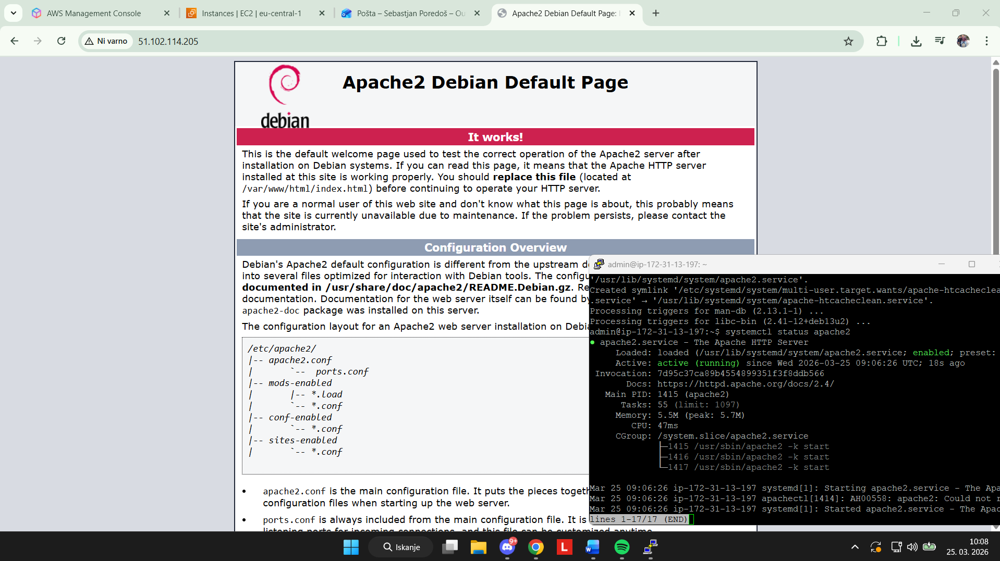 AWS Management Console
Instances | EC2 | eu-central-1
Pošta – Sebastjan Poredoš – Ou
Apache2 Debian Default Page:
Ni varno
51.102.114.205
debian
Apache2 Debian Default Page
It works!
This is the default welcome page used to test the correct operation of the Apache2 server after
installation on Debian systems. If you can read this page, it means that the Apache HTTP server
installed at this site is working properly. You should replace this file (located at
/var/www/html/index.html) before continuing to operate your HTTP server.
If you are a normal user of this web site and don't know what this page is about, this probably means
that the site is currently unavailable due to maintenance. If the problem persists, please contact the
site's administrator.
Configuration Overview
Debian's Apache2 default configuration is different from the upstream de
into several files optimized for interaction with Debian tools. The configu
documented in /usr/share/doc/apache2/README.Debian.gz. Re
documentation. Documentation for the web server itself can be found by
apache2-doc package was installed on this server.
The configuration layout for an Apache2 web server installation on Debia
/etc/apache2/
|-- apache2.conf
|       `--  ports.conf
|-- mods-enabled
|       |-- *.load
|       `-- *.conf
|-- conf-enabled
|       `-- *.conf
|-- sites-enabled
|       `-- *.conf
• apache2.conf is the main configuration file. It puts the pieces togeth
configuration files when starting up the web server.
• ports.conf is always included from the main configuration file. It is
listening ports for incoming connections, and this file can be customized anytime.
admin@ip-172-31-13-197: ~
'/usr/lib/systemd/system/apache2.service'.
Created symlink '/etc/systemd/system/multi-user.target.wants/apache-htcacheclea
.service' → '/usr/lib/systemd/system/apache-htcacheclean.service'.
Processing triggers for man-db (2.13.1-1) ...
Processing triggers for libc-bin (2.41-12+deb13u2) ...
admin@ip-172-31-13-197:~$ systemctl status apache2
● apache2.service - The Apache HTTP Server
Loaded: loaded (/usr/lib/systemd/system/apache2.service; enabled; preset:
Active: active (running) since Wed 2026-03-25 09:06:26 UTC; 18s ago
Invocation: 7d95c37ca89b4554899351f3f8ddb566
Docs: https://httpd.apache.org/docs/2.4/
Main PID: 1415 (apache2)
Tasks: 55 (limit: 1097)
Memory: 5.5M (peak: 5.7M)
CPU: 47ms
CGroup: /system.slice/apache2.service
├─1415 /usr/sbin/apache2 -k start
├─1416 /usr/sbin/apache2 -k start
└─1417 /usr/sbin/apache2 -k start
Mar 25 09:06:26 ip-172-31-13-197 systemd[1]: Starting apache2.service - The Apa
Mar 25 09:06:26 ip-172-31-13-197 apachectl[1414]: AH00558: apache2: Could not r
Mar 25 09:06:26 ip-172-31-13-197 systemd[1]: Started apache2.service - The Apac
lines 1-17/17 (END)
Iskanje
9+
L
W
10:08
25. 03. 2026